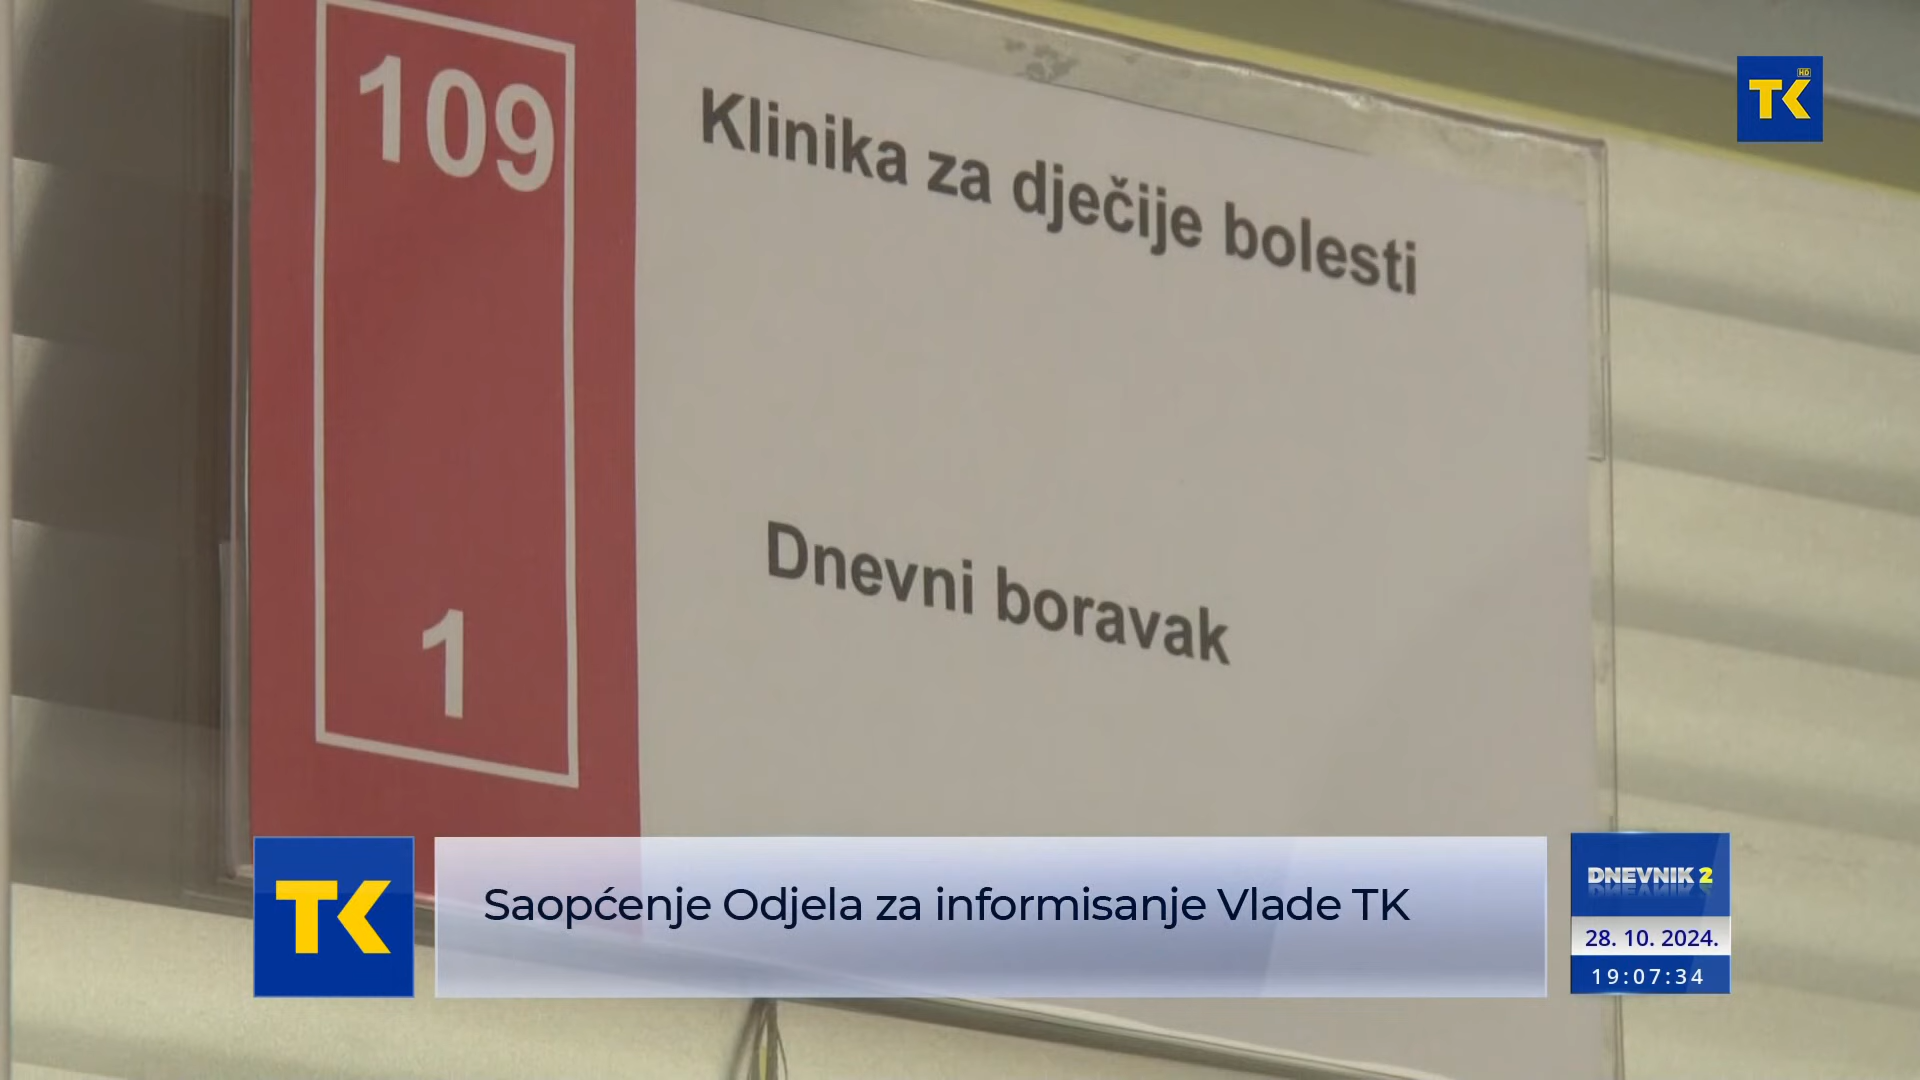 109
1
Klinika za dječije bolesti
Dnevni boravak
TK HD
TK
Saopćenje Odjela za informisanje Vlade TK
DNEVNIK 2
28. 10. 2024.
19:07:34